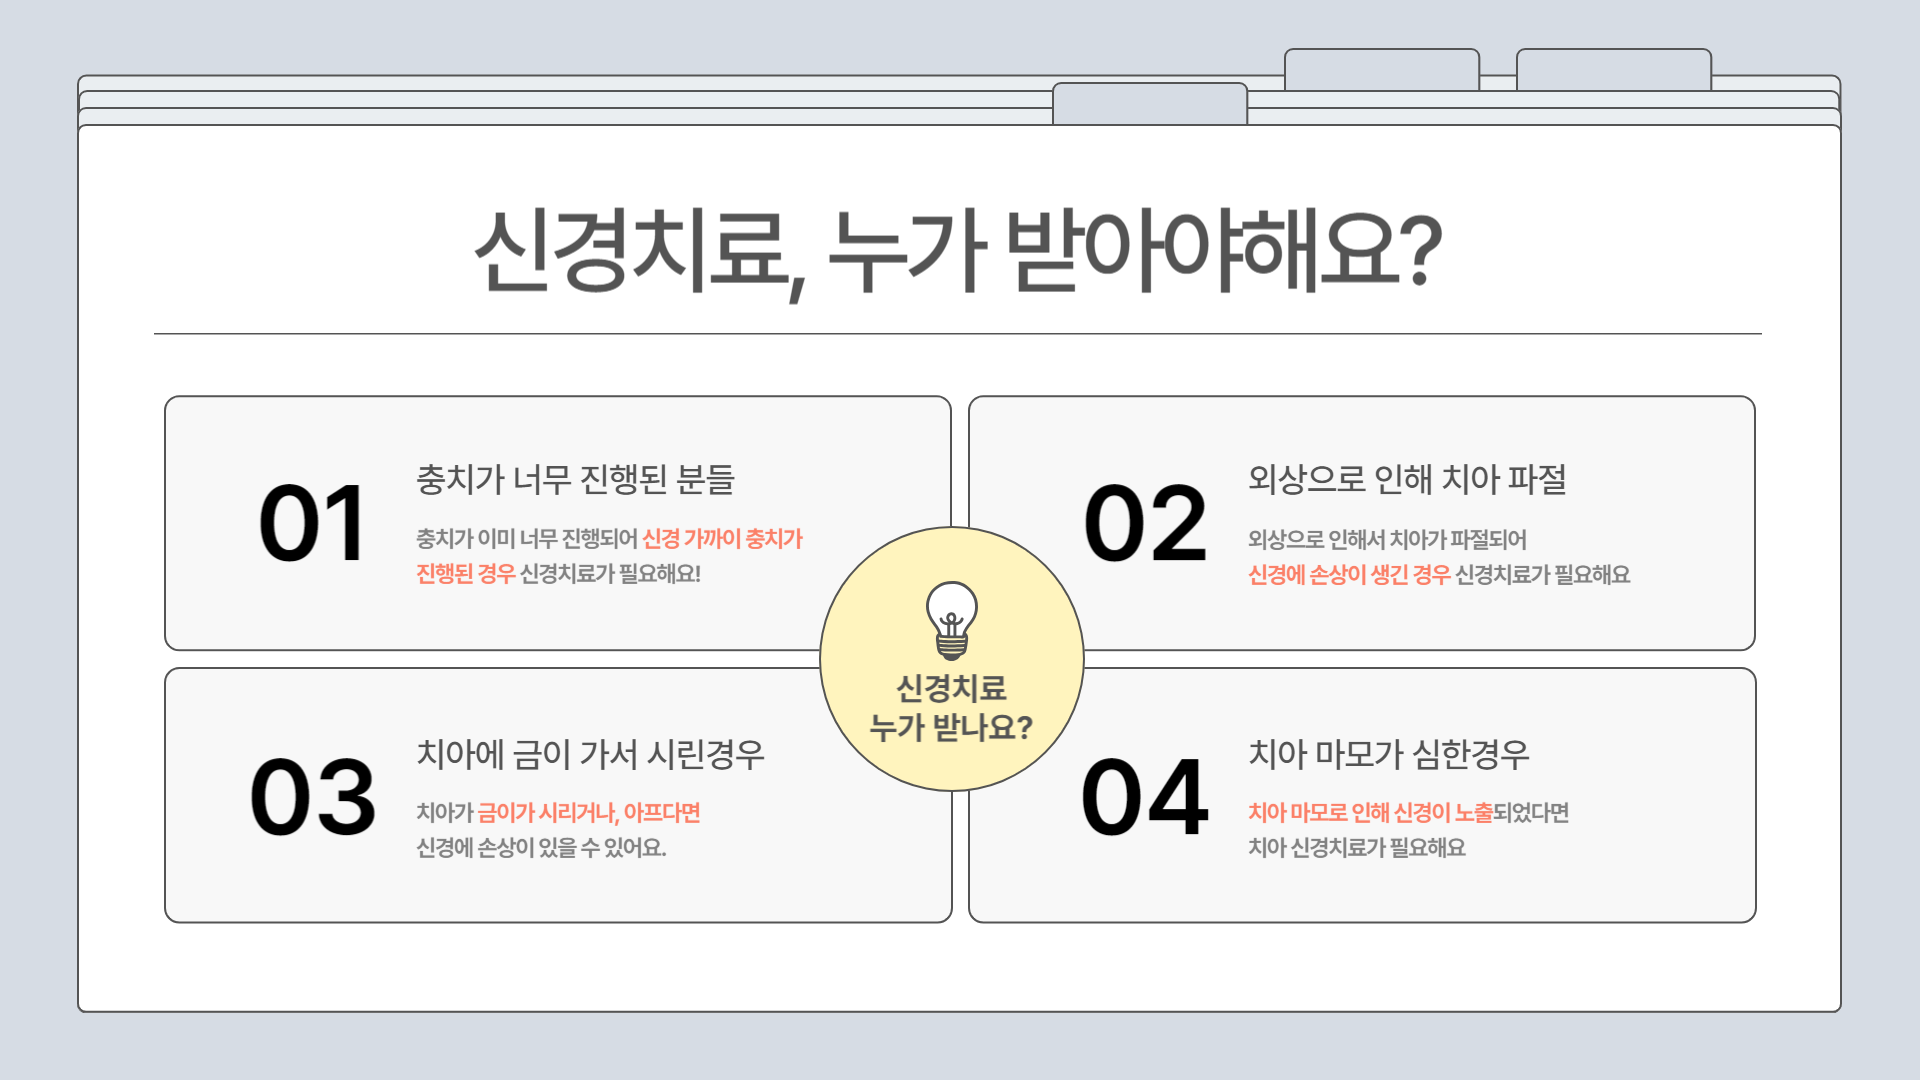 신경치료, 누가 받아야해요?
01
충치가 너무 진행된 분들
충치가 이미 너무 진행되어 신경 가까이 충치가
진행된 경우 신경치료가 필요해요!
02
외상으로 인해 치아 파절
외상으로 인해서 치아가 파절되어
신경에 손상이 생긴 경우 신경치료가 필요해요
신경치료
누가 받나요?
03
치아에 금이 가서 시린경우
치아가 금이가 시리거나, 아프다면
신경에 손상이 있을 수 있어요.
04
치아 마모가 심한경우
치아 마모로 인해 신경이 노출되었다면
치아 신경치료가 필요해요